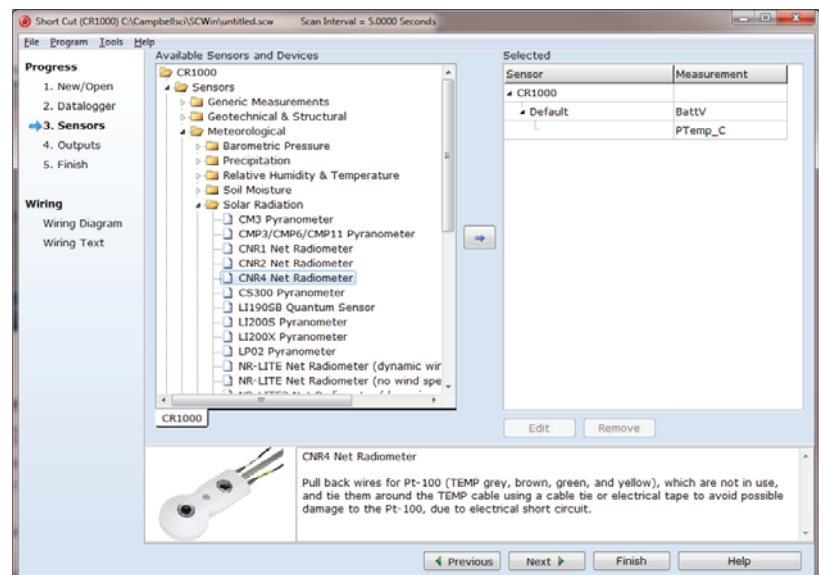 Short Cut (CR1000) C:\Campbellsci\SCWin\untitled.scw Scan Interval = 5.0000 Seconds
File Program Tools Help
Progress
1. New/Open
2. Datalogger
3. Sensors
4. Outputs
5. Finish
Wiring
Wiring Diagram
Wiring Text
Available Sensors and Devices
CR1000
Sensors
Generic Measurements
Geotechnical & Structural
Meteorological
Barometric Pressure
Precipitation
Relative Humidity & Temperature
Soil Moisture
Solar Radiation
CM3 Pyranometer
CMP3/CMP6/CMP11 Pyranometer
CNR1 Net Radiometer
CNR2 Net Radiometer
CNR4 Net Radiometer
CS300 Pyranometer
LI190SB Quantum Sensor
LI200S Pyranometer
LI200X Pyranometer
LP02 Pyranometer
NR-LITE Net Radiometer (dynamic wir
NR-LITE Net Radiometer (no wind spe
CR1000
Selected
Sensor Measurement
CR1000
Default BattV
PTemp_C
Edit Remove
CNR4 Net Radiometer
Pull back wires for Pt-100 (TEMP grey, brown, green, and yellow), which are not in use,
and tie them around the TEMP cable using a cable tie or electrical tape to avoid possible
damage to the Pt-100, due to electrical short circuit.
Previous Next Finish Help